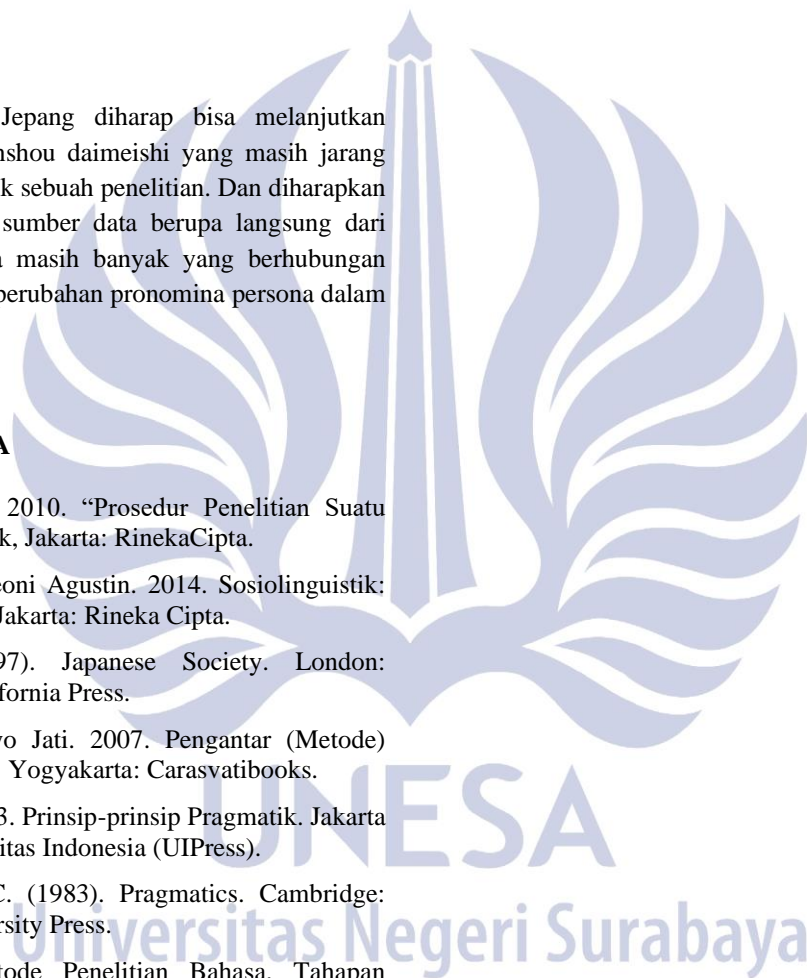 Jepang diharap bisa melanjutkan
nshou daimeishi yang masih jarang
k sebuah penelitian. Dan diharapkan
sumber data berupa langsung dari
masih banyak yang berhubungan
perubahan pronomina persona dalam
A
2010. “Prosedur Penelitian Suatu
k, Jakarta: RinekaCipta.
eoni Agustin. 2014. Sosiolinguistik:
Jakarta: Rineka Cipta.
97). Japanese Society. London:
ifornia Press.
o Jati. 2007. Pengantar (Metode)
Yogyakarta: Carasvatibooks.
3. Prinsip-prinsip Pragmatik. Jakarta
itas Indonesia (UIPress).
C. (1983). Pragmatics. Cambridge:
rsity Press.
tode Penelitian Bahasa. Tahapan
UNESA
Universitas Negeri Surabaya